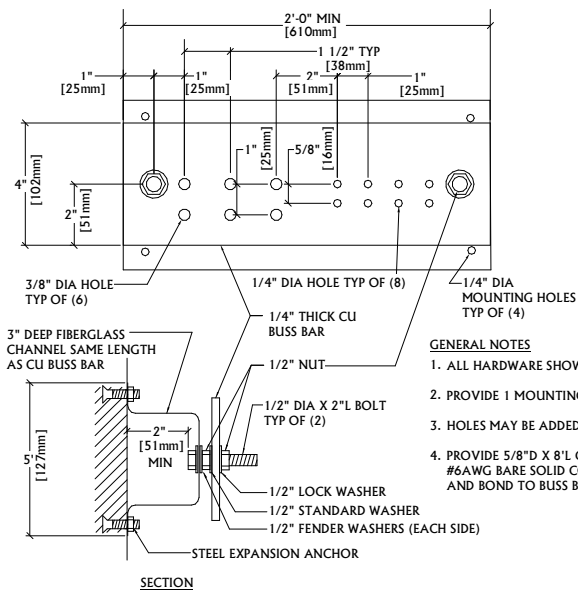 2'-0" MIN
[610mm]
1 1/2" TYP
[38mm]
1"
[25mm]
1"
[25mm]
2"
[51mm]
1"
[25mm]
4"
[102mm]
2"
[51mm]
1"
[25mm]
5/8"
[16mm]
3/8" DIA HOLE
TYP OF (6)
1/4" DIA HOLE TYP OF (8)
1/4" DIA
MOUNTING HOLES
TYP OF (4)
1/4" THICK CU
BUSS BAR
3" DEEP FIBERGLASS
CHANNEL SAME LENGTH
AS CU BUSS BAR
1/2" NUT
1/2" DIA X 2"L BOLT
TYP OF (2)
2"
[51mm]
MIN
5"
[127mm]
1/2" LOCK WASHER
1/2" STANDARD WASHER
1/2" FENDER WASHERS (EACH SIDE)
STEEL EXPANSION ANCHOR
SECTION
GENERAL NOTES
1. ALL HARDWARE SHOW
2. PROVIDE 1 MOUNTING
3. HOLES MAY BE ADDED
4. PROVIDE 5/8"D X 8'L
#6AWG BARE SOLID
AND BOND TO BUSS